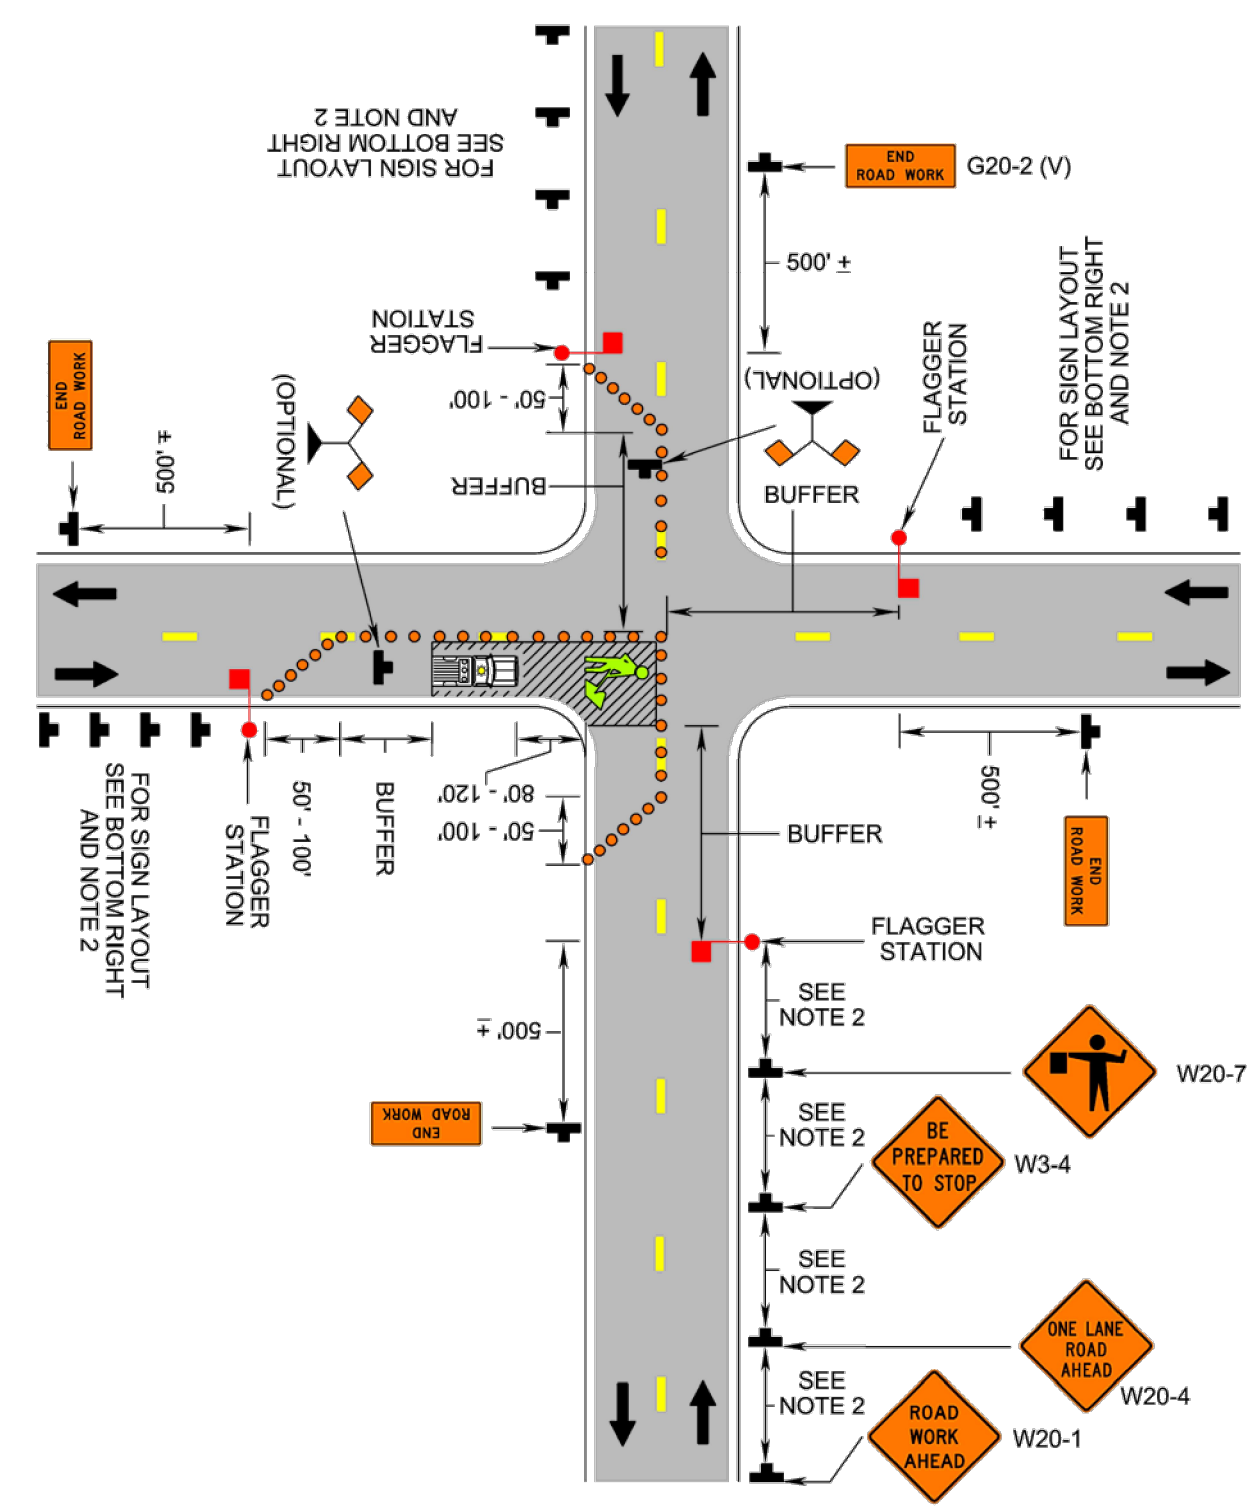 FOR SIGN LAYOUT
SEE BOTTOM RIGHT
AND NOTE 2
END
ROAD WORK
G20-2 (V)
500' ±
FOR SIGN LAYOUT
SEE BOTTOM RIGHT
AND NOTE 2
FLAGGER
STATION
FLAGGER
STATION
END
ROAD WORK
500' ±
(OPTIONAL)
50' - 100'
(OPTIONAL)
BUFFER
BUFFER
FOR SIGN LAYOUT
SEE BOTTOM RIGHT
AND NOTE 2
FLAGGER
STATION
50' - 100'
BUFFER
80' - 120'
50' - 100'
BUFFER
500' ±
END
ROAD WORK
FLAGGER
STATION
500' ±
END
ROAD WORK
SEE
NOTE 2
W20-7
SEE
NOTE 2
BE
PREPARED
TO STOP
W3-4
SEE
NOTE 2
ONE LANE
ROAD
AHEAD
W20-4
SEE
NOTE 2
ROAD
WORK
AHEAD
W20-1